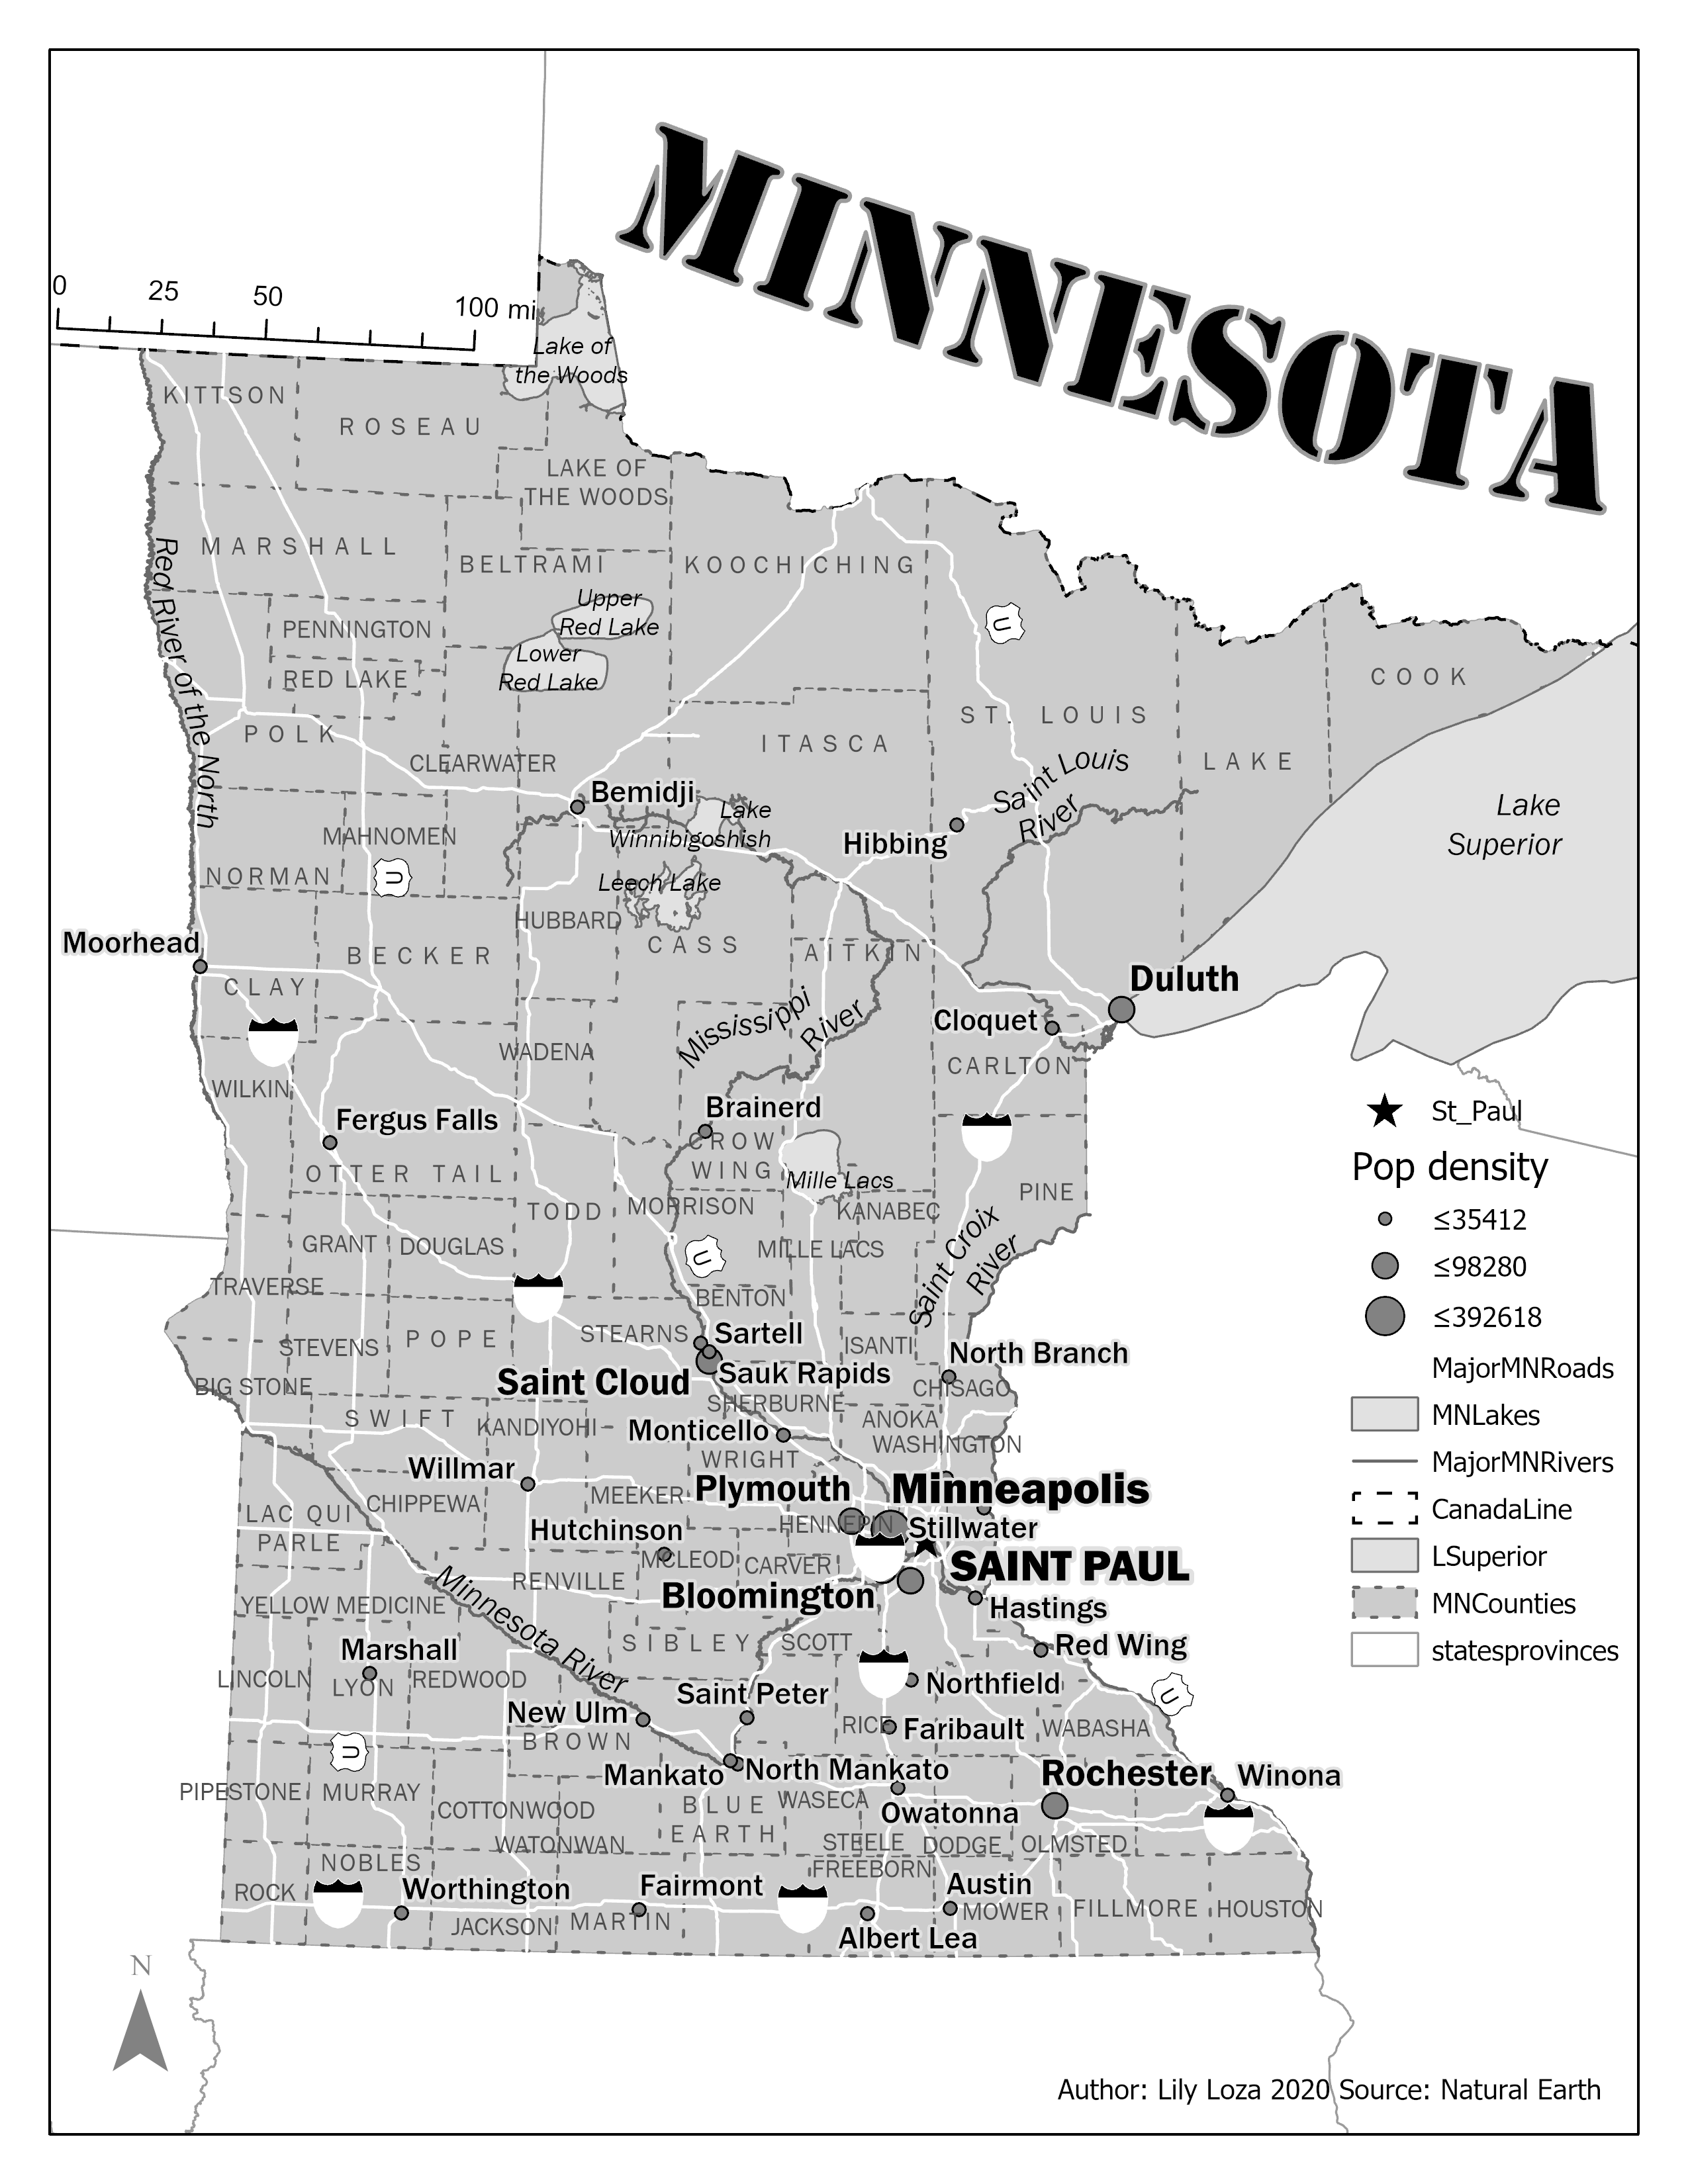 MINNESOTA
0 25 50 100 mi
Lake of
the Woods
KITTSON
ROSEAU
LAKE OF
THE WOODS
MARSHALL
BELTRAMI
KOOCHICHING
Red River of the North
Upper
Red Lake
Lower
Red Lake
PENNINGTON
RED LAKE
U
COOK
ST. LOUIS
POLK
ITASCA
CLEARWATER
LAKE
Saint Louis
River
Lake
Superior
Bemidji
Lake
Winnibigoshish
Hibbing
MAHNOMEN
NORMAN
U
Leech Lake
HUBBARD
CASS
AITKIN
Moorhead
BECKER
CLAY
Duluth
Cloquet
Mississippi
River
WADENA
CARLTON
WILKIN
Fergus Falls
Brainerd
CROW
WING
OTTER TAIL
Mille Lacs
PINE
TODD
MORRISON
KANABEC
GRANT
DOUGLAS
MILLE LACS
U
Saint Croix
River
TRAVERSE
BENTON
STEARNS
Sartell
STEVENS
POPE
ISANTI
North Branch
Saint Cloud
Sauk Rapids
BIG STONE
CHISAGO
SHERBURNE
SWIFT
KANDIYOHI
Monticello
ANOKA
WASHINGTON
WRIGHT
Willmar
Plymouth
Minneapolis
CHIPPEWA
MEEKER
LAC QUI
PARLE
Hutchinson
HENNEPIN
Stillwater
MCLEOD
CARVER
SAINT PAUL
RENVILLE
Bloomington
Minnesota River
YELLOW MEDICINE
Hastings
SIBLEY
SCOTT
Red Wing
Marshall
LINCOLN
LYON
REDWOOD
Northfield
Saint Peter
U
New Ulm
BROWN
RICE
Faribault
WABASHA
U
Mankato
North Mankato
Rochester
Winona
PIPESTONE
MURRAY
COTTONWOOD
BLUE
EARTH
WASECA
Owatonna
WATONWAN
STEELE
DODGE
OLMSTED
NOBLES
FREEBORN
ROCK
Worthington
Fairmont
Austin
JACKSON
MARTIN
MOWER
FILLMORE
HOUSTON
Albert Lea
St_Paul
Pop density
≤35412
≤98280
≤392618
MajorMNRoads
MNLakes
MajorMNRivers
CanadaLine
LSuperior
MNCounties
statesprovinces
N
Author: Lily Loza 2020 Source: Natural Earth